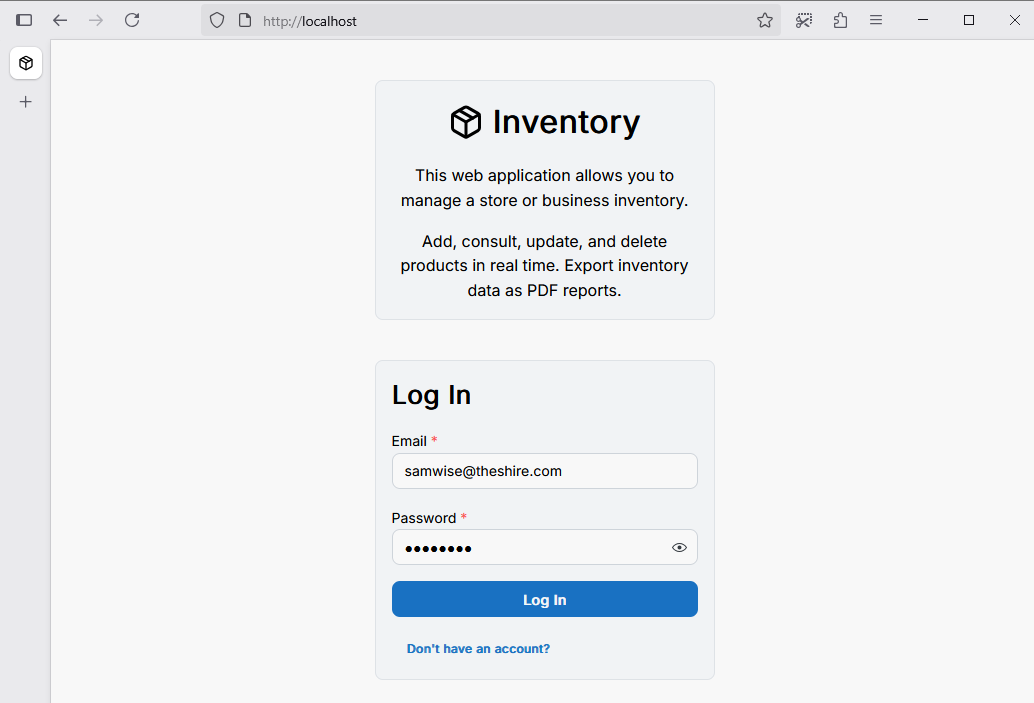 http://localhost
Inventory
This web application allows you to
manage a store or business inventory.
Add, consult, update, and delete
products in real time. Export inventory
data as PDF reports.
Log In
Email *
samwise@theshire.com
Password *
●●●●●●●●
Log In
Don't have an account?